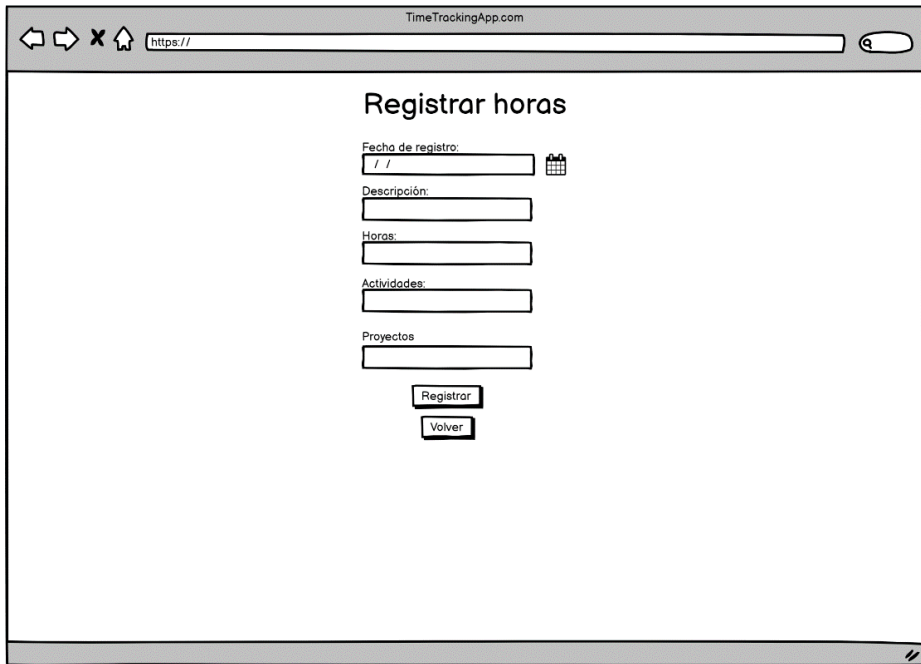 TimeTrackingApp.com
https://
Registrar horas
Fecha de registro:
/ /
Descripción:
Horas:
Actividades:
Proyectos
Registrar
Volver